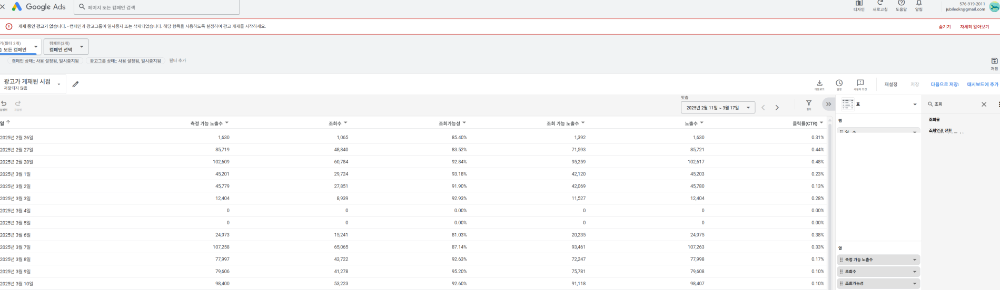 Google Ads
페이지 또는 캠페인 검색
디자인
새로고침
도움말
알림
576-919-2011
jubileokr@gmail.com
게재 중인 광고가 없습니다. - 캠페인과 광고그룹이 일시중지 또는 삭제되었습니다. 해당 항목을 사용하도록 설정하여 광고 게재를 시작하세요.
숨기기 자세히 알아보기
기(필터 2개)
모든 캠페인
캠페인(3개)
캠페인 선택
캠페인 상태:: 사용 설정됨, 일시중지됨 광고그룹 상태:: 사용 설정됨, 일시중지됨 필터 추가
저장
광고가 게재된 시점
저장되지 않음
다운로드
일정
사용자 의견
재설정 저장 다음으로 저장: 대시보드에 추가
맞춤
2025년 2월 11일 ~ 3월 17일
필터
표
조회
일 측정 가능 노출수 조회수 조회가능성 조회 가능 노출수 노출수 클릭률(CTR)
2025년 2월 26일 1,630 1,065 85.40% 1,392 1,630 0.31%
2025년 2월 27일 85,719 48,840 83.52% 71,593 85,721 0.44%
2025년 2월 28일 102,609 60,784 92.84% 95,259 102,617 0.48%
2025년 3월 1일 45,201 29,724 93.18% 42,120 45,203 0.23%
2025년 3월 2일 45,779 27,851 91.90% 42,069 45,780 0.13%
2025년 3월 3일 12,404 8,939 92.93% 11,527 12,404 0.28%
2025년 3월 4일 0 0 0.00% 0 0 0.00%
2025년 3월 5일 0 0 0.00% 0 0 0.00%
2025년 3월 6일 24,973 15,241 81.03% 20,235 24,975 0.38%
2025년 3월 7일 107,258 65,065 87.14% 93,461 107,263 0.33%
2025년 3월 8일 77,997 43,722 92.63% 72,247 77,998 0.17%
2025년 3월 9일 79,606 41,278 95.20% 75,781 79,608 0.10%
2025년 3월 10일 98,400 53,223 92.60% 91,118 98,407 0.10%
행
일
열
측정 가능 노출수
조회수
조회가능성
조회율
조회연결 전환